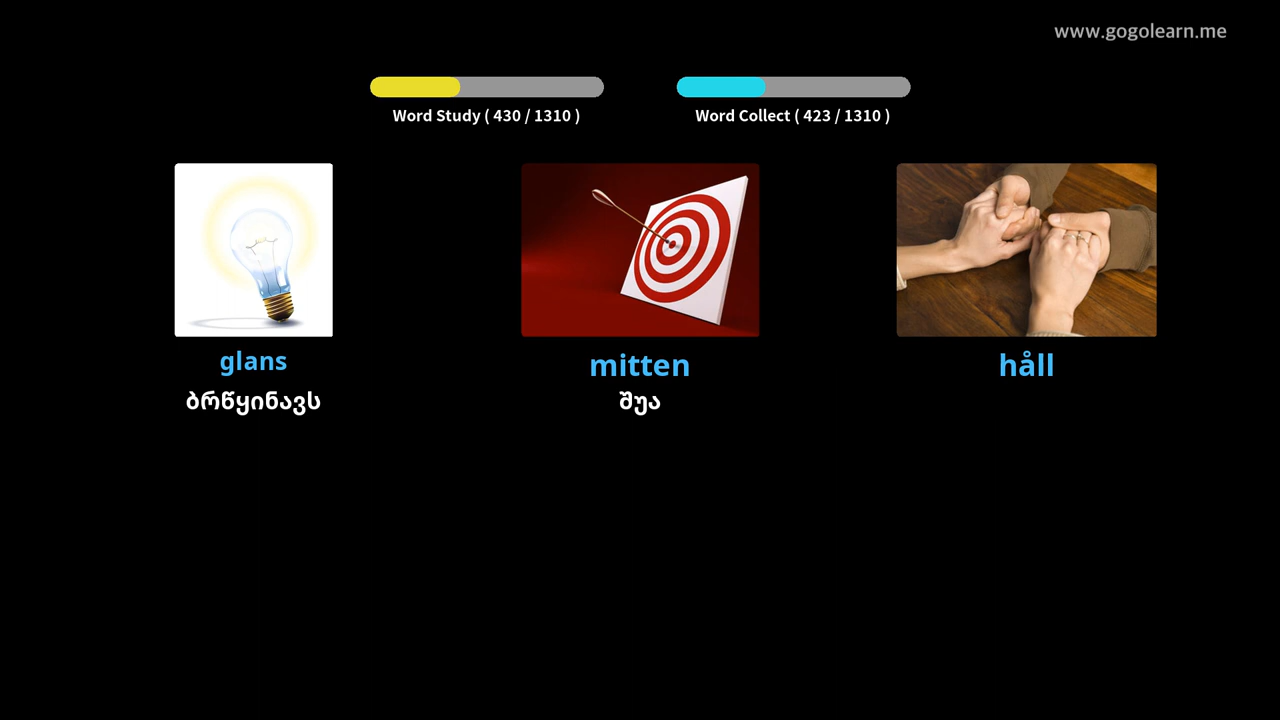 www.gogolearn.me
Word Study ( 430 / 1310 )
Word Collect ( 423 / 1310 )
glans
ბრწყინავს
mitten
შუა
håll